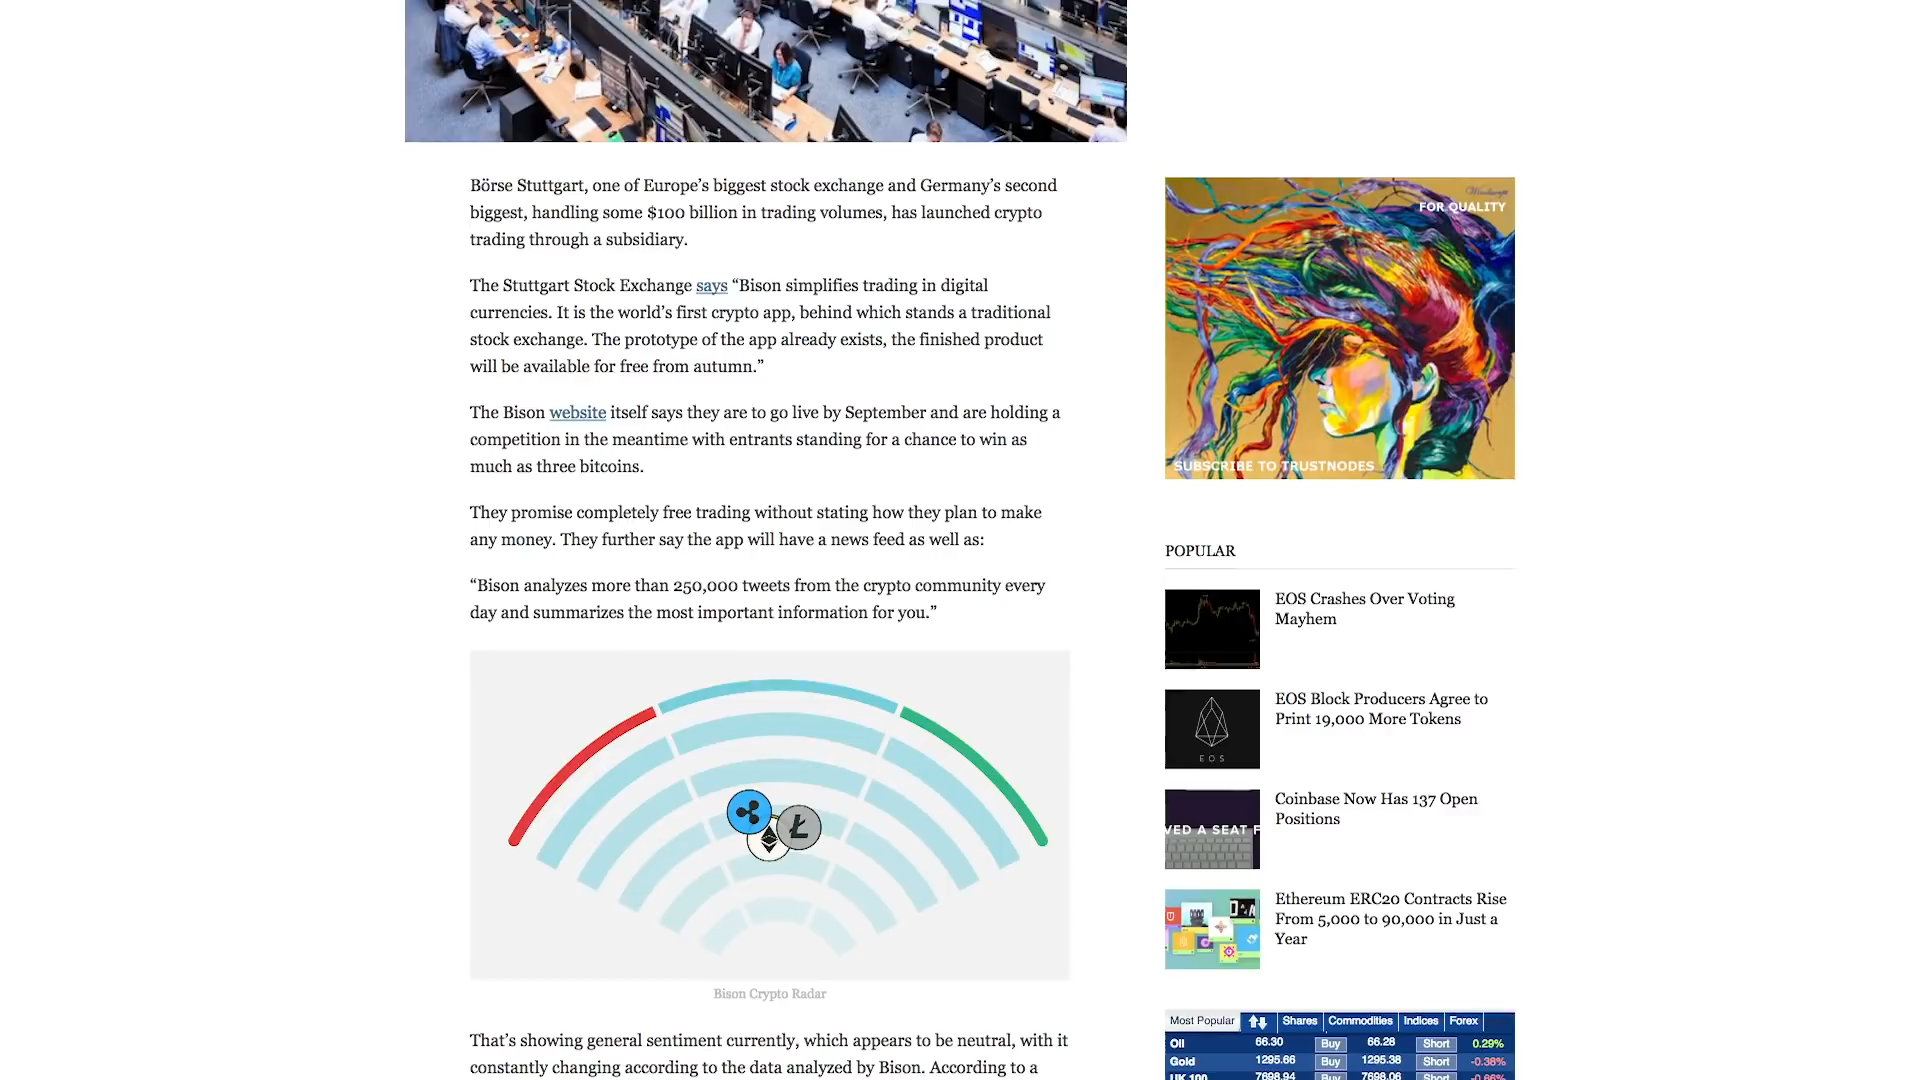 Börse Stuttgart, one of Europe’s biggest stock exchange and Germany’s second
biggest, handling some $100 billion in trading volumes, has launched crypto
trading through a subsidiary.
The Stuttgart Stock Exchange says “Bison simplifies trading in digital
currencies. It is the world’s first crypto app, behind which stands a traditional
stock exchange. The prototype of the app already exists, the finished product
will be available for free from autumn.”
The Bison website itself says they are to go live by September and are holding a
competition in the meantime with entrants standing for a chance to win as
much as three bitcoins.
They promise completely free trading without stating how they plan to make
any money. They further say the app will have a news feed as well as:
“Bison analyzes more than 250,000 tweets from the crypto community every
day and summarizes the most important information for you.”
Bison Crypto Radar
That’s showing general sentiment currently, which appears to be neutral, with it
constantly changing according to the data analyzed by Bison. According to a
FOR QUALITY
SUBSCRIBE TO TRUSTNODES
POPULAR
EOS Crashes Over Voting
Mayhem
EOS
EOS Block Producers Agree to
Print 19,000 More Tokens
VED A SEAT F
Coinbase Now Has 137 Open
Positions
Ethereum ERC20 Contracts Rise
From 5,000 to 90,000 in Just a
Year
Most Popular Shares Commodities Indices Forex
Oil 66.30 Buy 66.28 Short 0.29%
Gold 1295.66 Buy 1295.38 Short -0.38%
UK 100 7698.94 Buy 7698.06 Short -0.66%